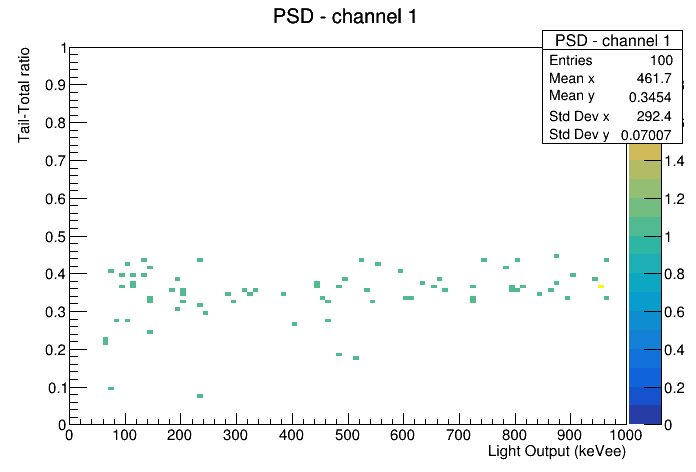 PSD - channel 1
PSD - channel 1
Entries 100
Mean x 461.7
Mean y 0.3454
Std Dev x 292.4
Std Dev y 0.07007
Tail-Total ratio
1
0.9
0.8
0.7
0.6
0.5
0.4
0.3
0.2
0.1
0
0 100 200 300 400 500 600 700 800 900 1000
Light Output (keVee)
1.4
1.2
1
0.8
0.6
0.4
0.2
0